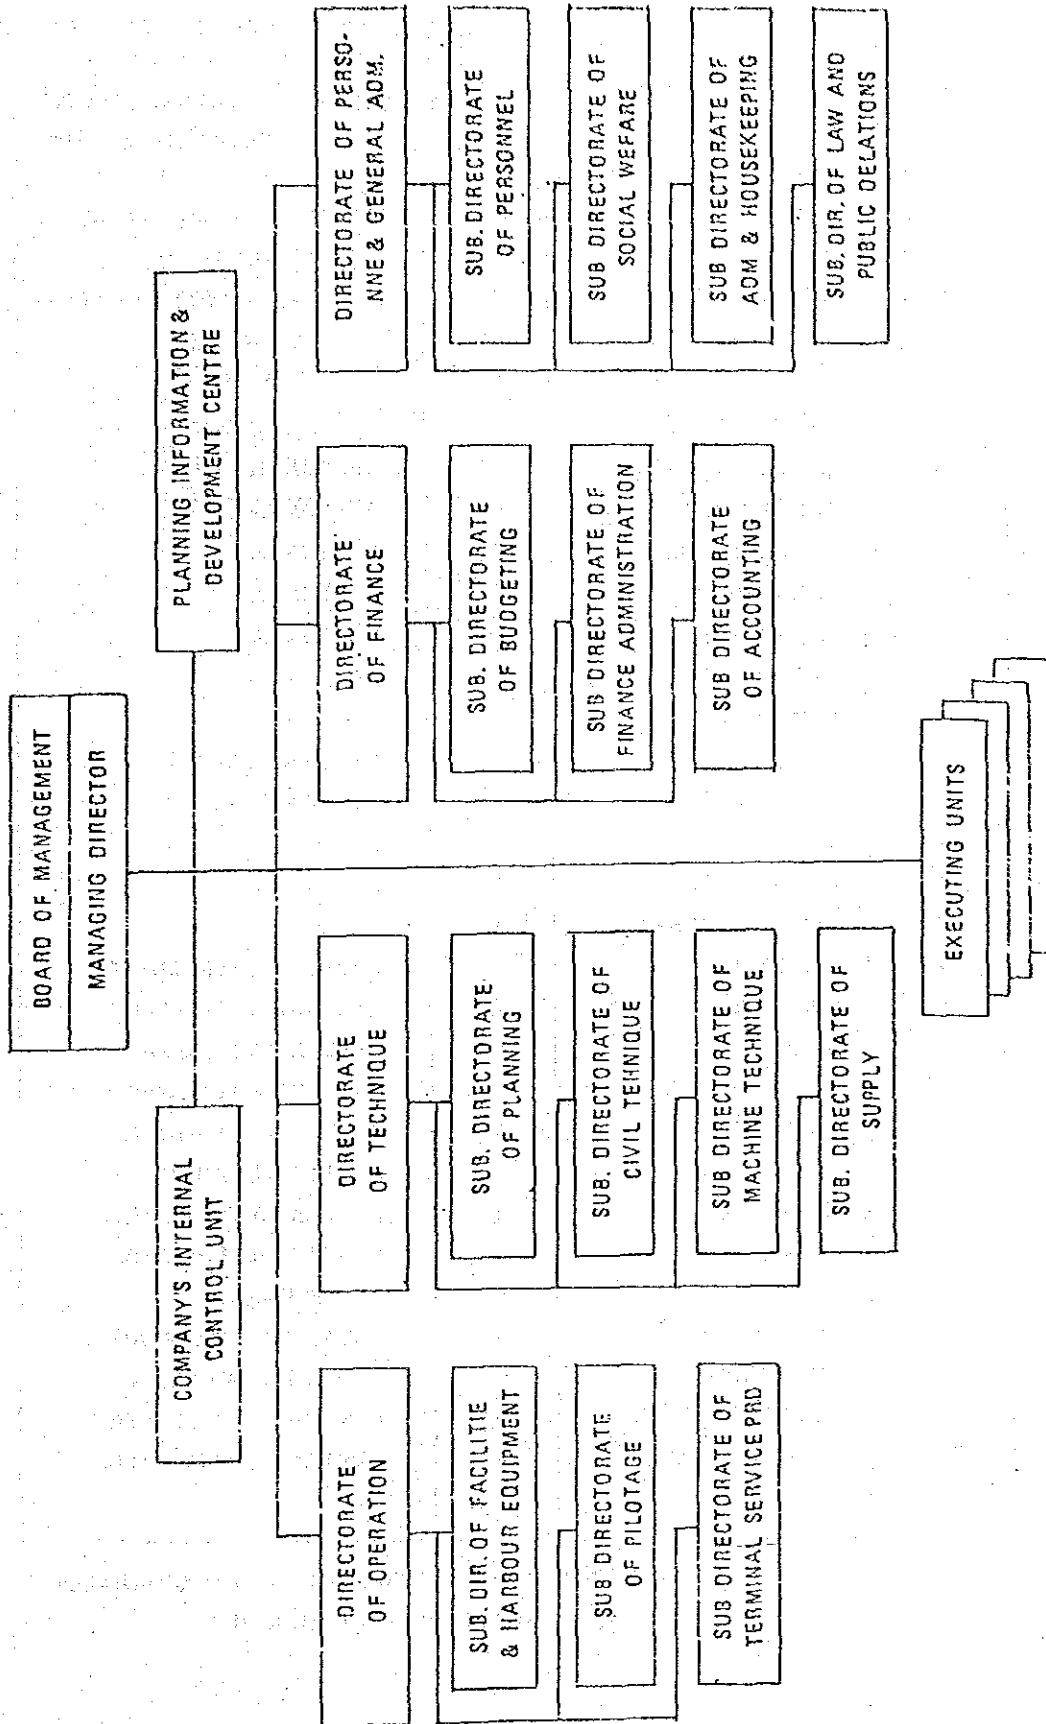 BOARD OF MANAGEMENT
MANAGING DIRECTOR
COMPANY'S INTERNAL
CONTROL UNIT
PLANNING INFORMATION &
DEVELOPMENT CENTRE
DIRECTORATE
OF OPERATION
SUB. DIR. OF FACILITIE
& HARBOUR EQUIPMENT
SUB DIRECTORATE
OF PILOTAGE
SUB DIRECTORATE OF
TERMINAL SERVICE PRD
DIRECTORATE
OF TECHNIQUE
SUB. DIRECTORATE
OF PLANNING
SUB. DIRECTORATE OF
CIVIL TEHNIQUE
SUB DIRECTORATE OF
MACHINE TECHNIQUE
SUB. DIRECTORATE OF
SUPPLY
DIRECTORATE
OF FINANCE
SUB. DIRECTORATE
OF BUDGETING
SUB DIRECTORATE OF
FINANCE ADMINISTRATION
SUB DIRECTORATE
OF ACCOUNTING
DIRECTORATE OF PERSO-
NNE & GENERAL ADM.
SUB. DIRECTORATE
OF PERSONNEL
SUB DIRECTORATE OF
SOCIAL WEFARE
SUB DIRECTORATE OF
ADM & HOUSEKEEPING
SUB. DIR. OF LAW AND
PUBLIC DELATIONS
EXECUTING UNITS